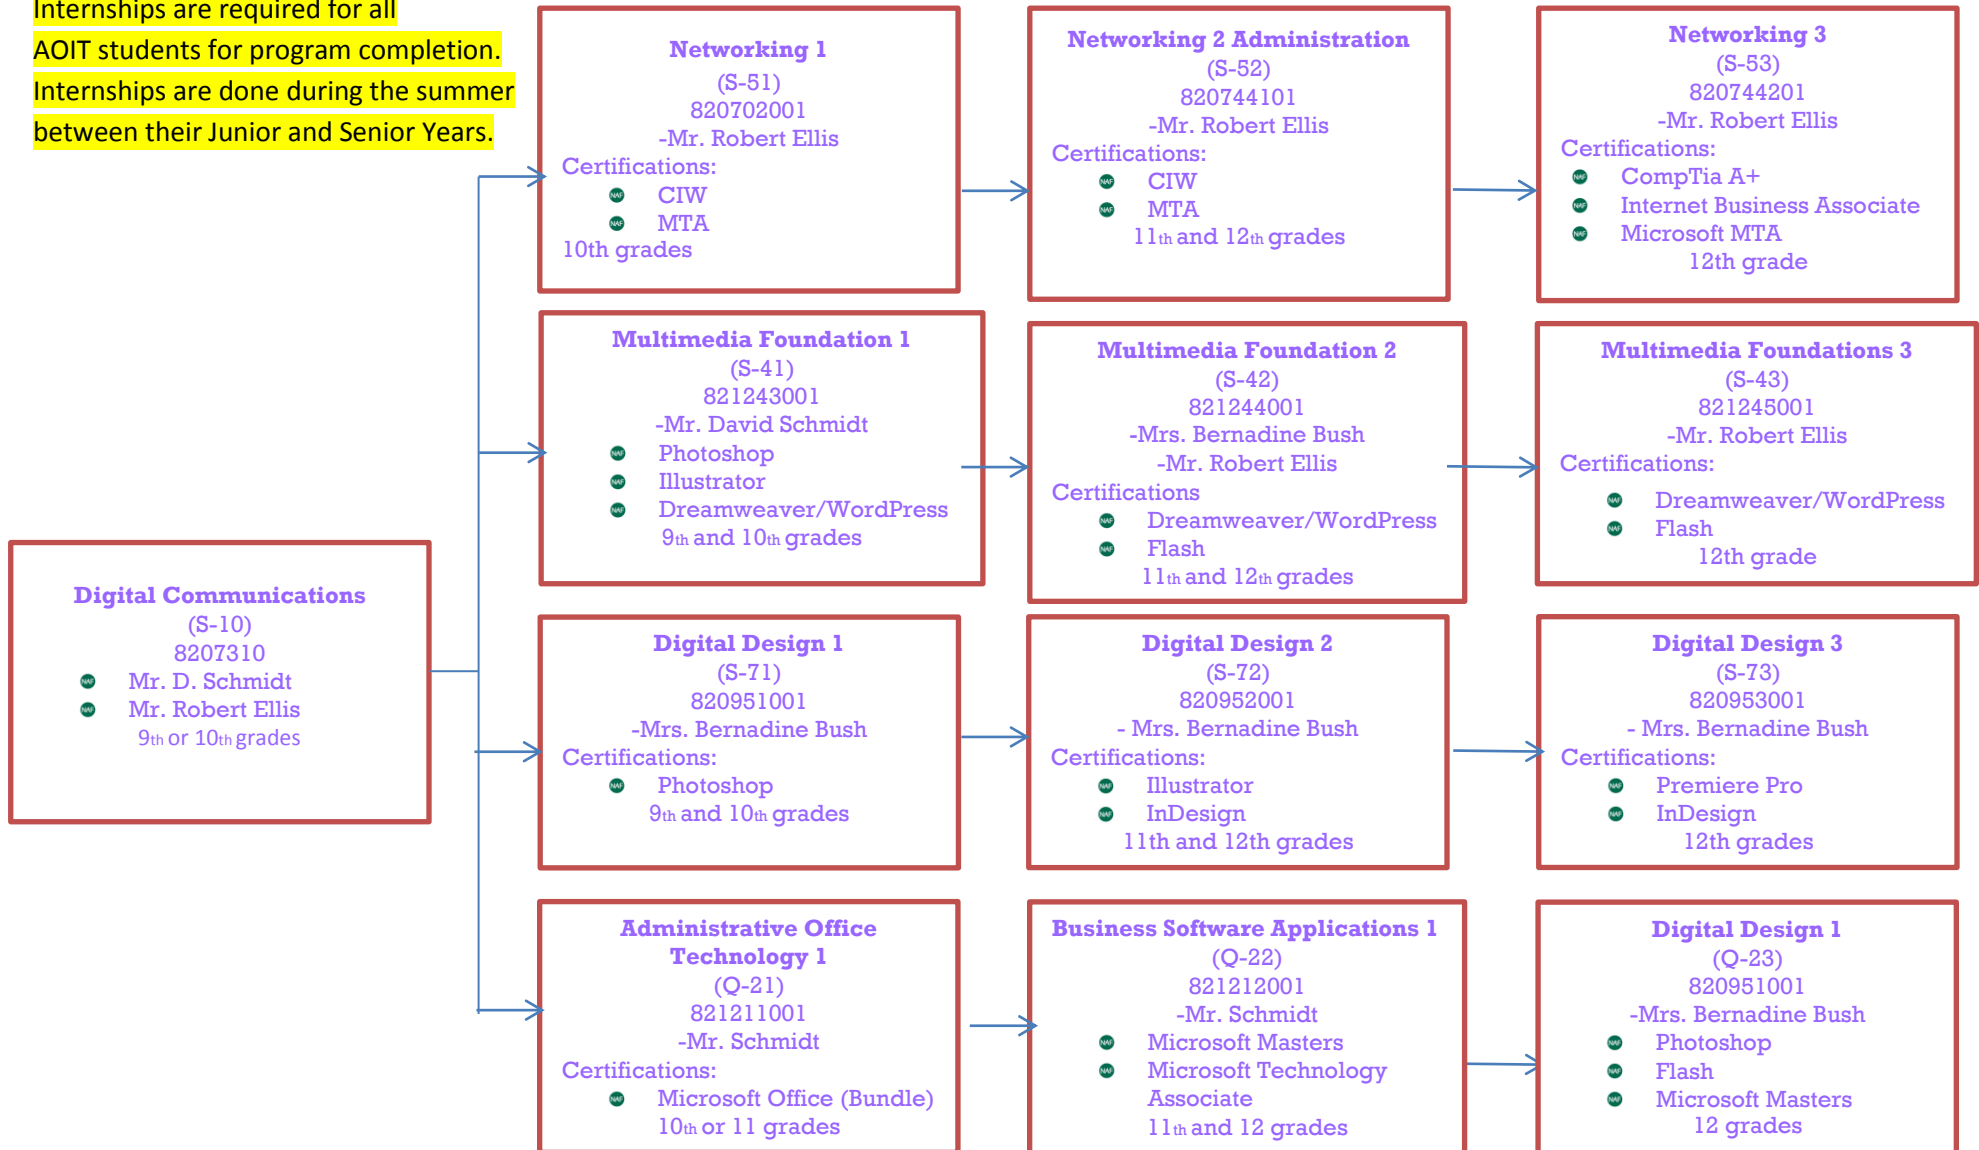 Internships are required for all
AOIT students for program completion.
Internships are done during the summer
between their Junior and Senior Years.
Networking 1
(S-51)
820702001
-Mr. Robert Ellis
Certifications:
CIW
MTA
10th grades
Networking 2 Administration
(S-52)
820744101
-Mr. Robert Ellis
Certifications:
CIW
MTA
11th and 12th grades
Networking 3
(S-53)
820744201
-Mr. Robert Ellis
Certifications:
CompTia A+
Internet Business Associate
Microsoft MTA
12th grade
Multimedia Foundation 1
(S-41)
821243001
-Mr. David Schmidt
Photoshop
Illustrator
Dreamweaver/WordPress
9th and 10th grades
Multimedia Foundation 2
(S-42)
821244001
-Mrs. Bernadine Bush
-Mr. Robert Ellis
Certifications
Dreamweaver/WordPress
Flash
11th and 12th grades
Multimedia Foundations 3
(S-43)
821245001
-Mr. Robert Ellis
Certifications:
Dreamweaver/WordPress
Flash
12th grade
Digital Communications
(S-10)
8207310
Mr. D. Schmidt
Mr. Robert Ellis
9th or 10th grades
Digital Design 1
(S-71)
820951001
-Mrs. Bernadine Bush
Certifications:
Photoshop
9th and 10th grades
Digital Design 2
(S-72)
820952001
- Mrs. Bernadine Bush
Certifications:
Illustrator
InDesign
11th and 12th grades
Digital Design 3
(S-73)
820953001
- Mrs. Bernadine Bush
Certifications:
Premiere Pro
InDesign
12th grades
Administrative Office
Technology 1
(Q-21)
821211001
-Mr. Schmidt
Certifications:
Microsoft Office (Bundle)
10th or 11 grades
Business Software Applications 1
(Q-22)
821212001
-Mr. Schmidt
Microsoft Masters
Microsoft Technology
Associate
11th and 12 grades
Digital Design 1
(Q-23)
820951001
-Mrs. Bernadine Bush
Photoshop
Flash
Microsoft Masters
12 grades